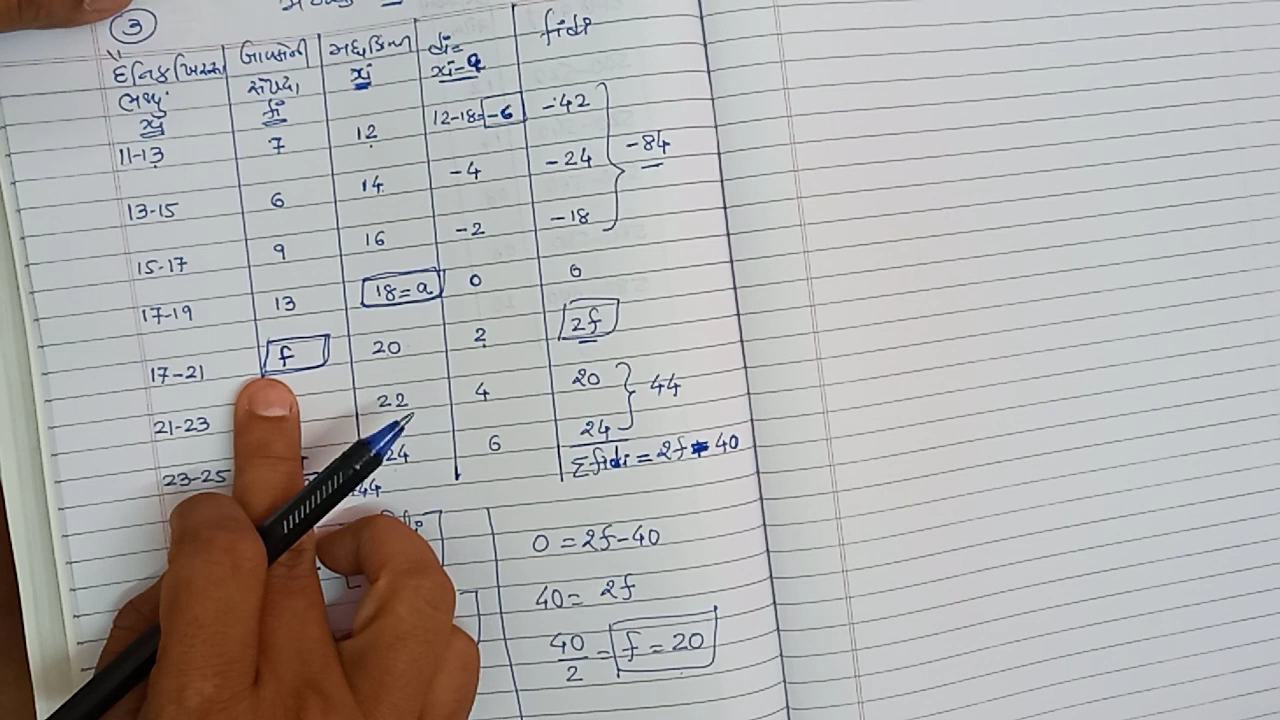 3
દૈનિક ખિસ્સા બાળકોની મધ્યકિંમત di= fidi
ભથ્થું સંખ્યા xi xi-a
xi fi
11-13 7 12 12-18=-6 -42
13-15 6 14 -4 -24 -84
15-17 9 16 -2 -18
17-19 13 18=a 0 0
17-21 f 20 2 2f
21-23 22 4 20 44
23-25 24 6 24
44 Σfidi=2f-40
0=2f-40
40=2f
40/2=f=20